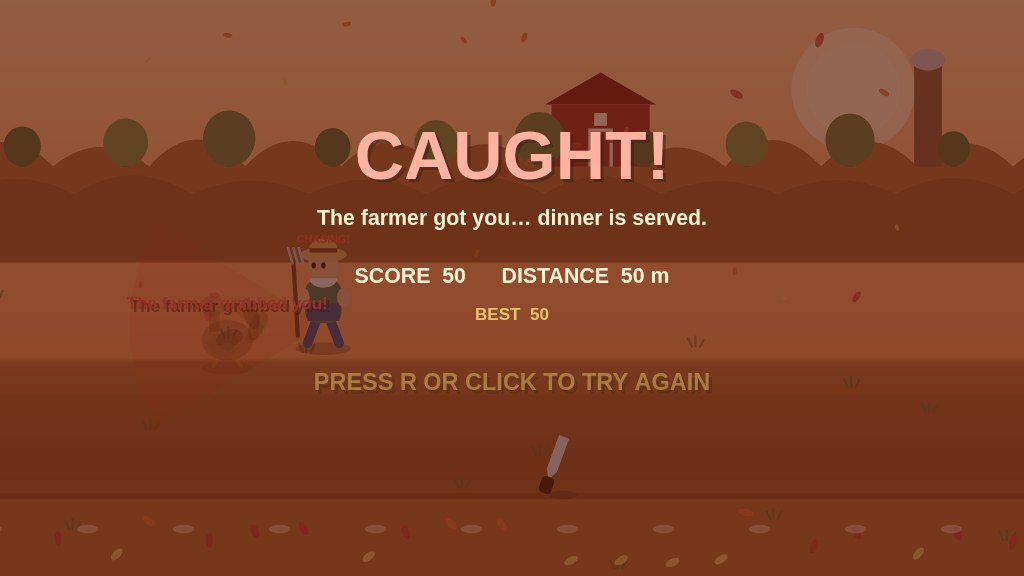 CAUGHT!
The farmer got you… dinner is served.
SCORE 50 DISTANCE 50 m
BEST 50
The farmer grabbed you!
PRESS R OR CLICK TO TRY AGAIN